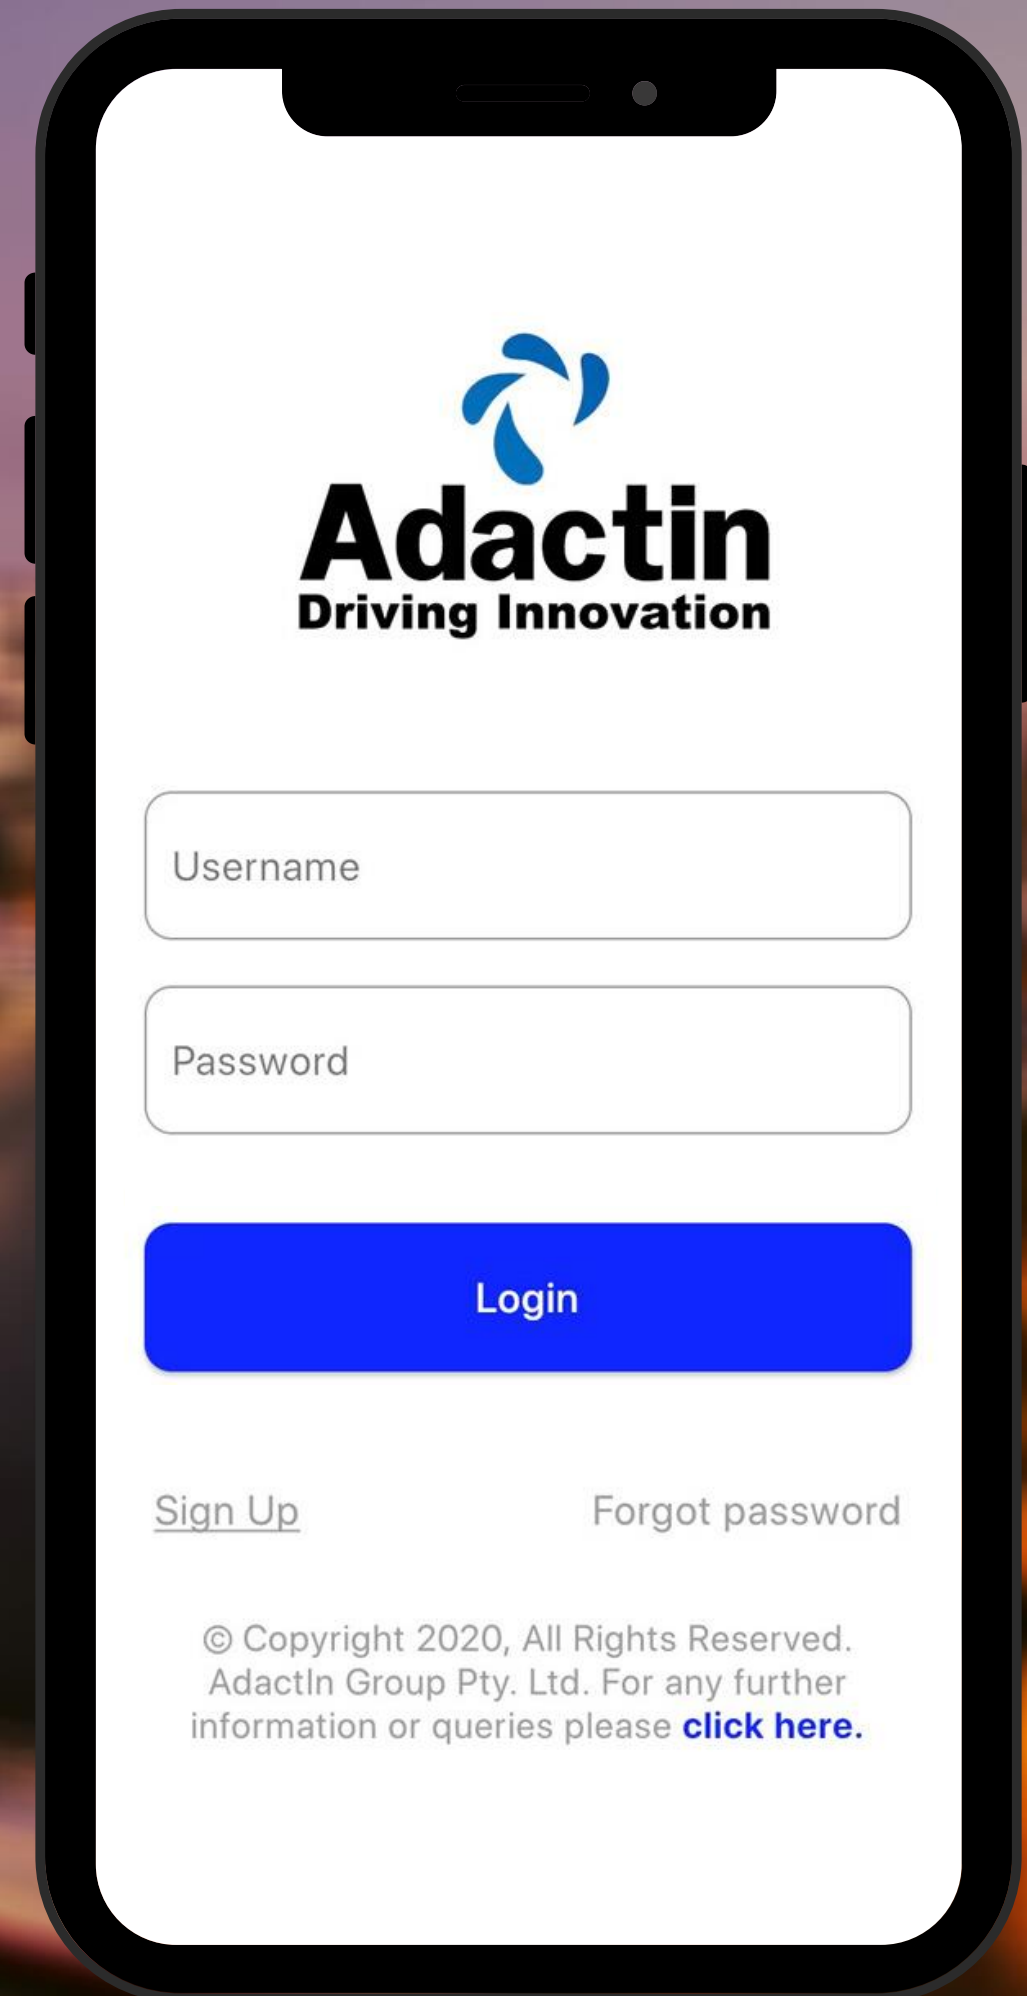 Adactin
Driving Innovation
Username
Password
Login
Sign Up
Forgot password
© Copyright 2020, All Rights Reserved.
AdactIn Group Pty. Ltd. For any further
information or queries please click here.